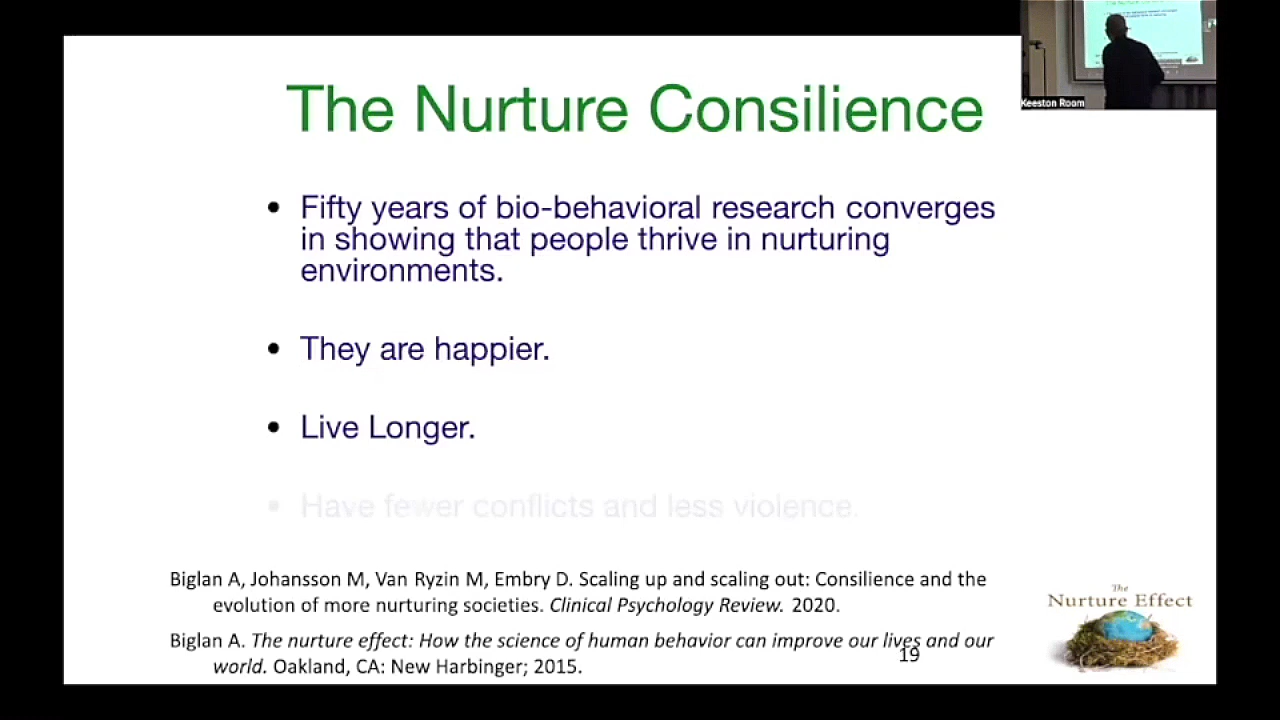 The Nurture Consilience
Keeston Room
• Fifty years of bio-behavioral research converges
in showing that people thrive in nurturing
environments.
• They are happier.
• Live Longer.
• Have fewer conflicts and less violence.
Biglan A, Johansson M, Van Ryzin M, Embry D. Scaling up and scaling out: Consilience and the
evolution of more nurturing societies. Clinical Psychology Review. 2020.
Biglan A. The nurture effect: How the science of human behavior can improve our lives and our
world. Oakland, CA: New Harbinger; 2015.
19
The
Nurture Effect